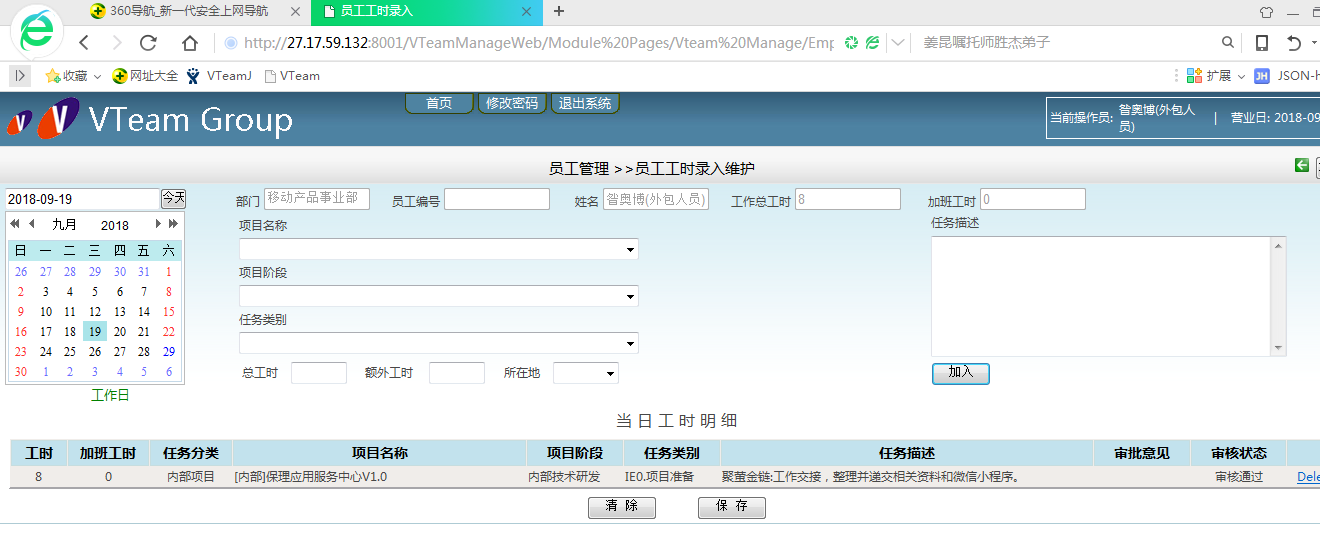 360导航_新一代安全上网导航
员工工时录入
http://27.17.59.132:8001/VTeamManageWeb/Module%20Pages/Vteam%20Manage/Emp
姜昆嘱托师胜杰弟子
收藏 网址大全 VTeamJ VTeam 扩展 JH JSON-h
VTeam Group
首页 修改密码 退出系统
当前操作员: 昝奥博(外包人员) | 营业日: 2018-09
员工管理 >>员工工时录入维护
2018-09-19 今天
部门 移动产品事业部 员工编号 姓名 昝奥博(外包人员) 工作总工时 8 加班工时 0
九月 2018
日 一 二 三 四 五 六
26 27 28 29 30 31 1
2 3 4 5 6 7 8
9 10 11 12 13 14 15
16 17 18 19 20 21 22
23 24 25 26 27 28 29
30 1 2 3 4 5 6
工作日
项目名称
项目阶段
任务类别
总工时 额外工时 所在地
任务描述
加入
当日工时明细
工时 加班工时 任务分类 项目名称 项目阶段 任务类别 任务描述 审批意见 审核状态
8 0 内部项目 [内部]保理应用服务中心V1.0 内部技术研发 IE0.项目准备 聚萤金链:工作交接，整理并递交相关资料和微信小程序。 审核通过 Dele
清 除 保 存